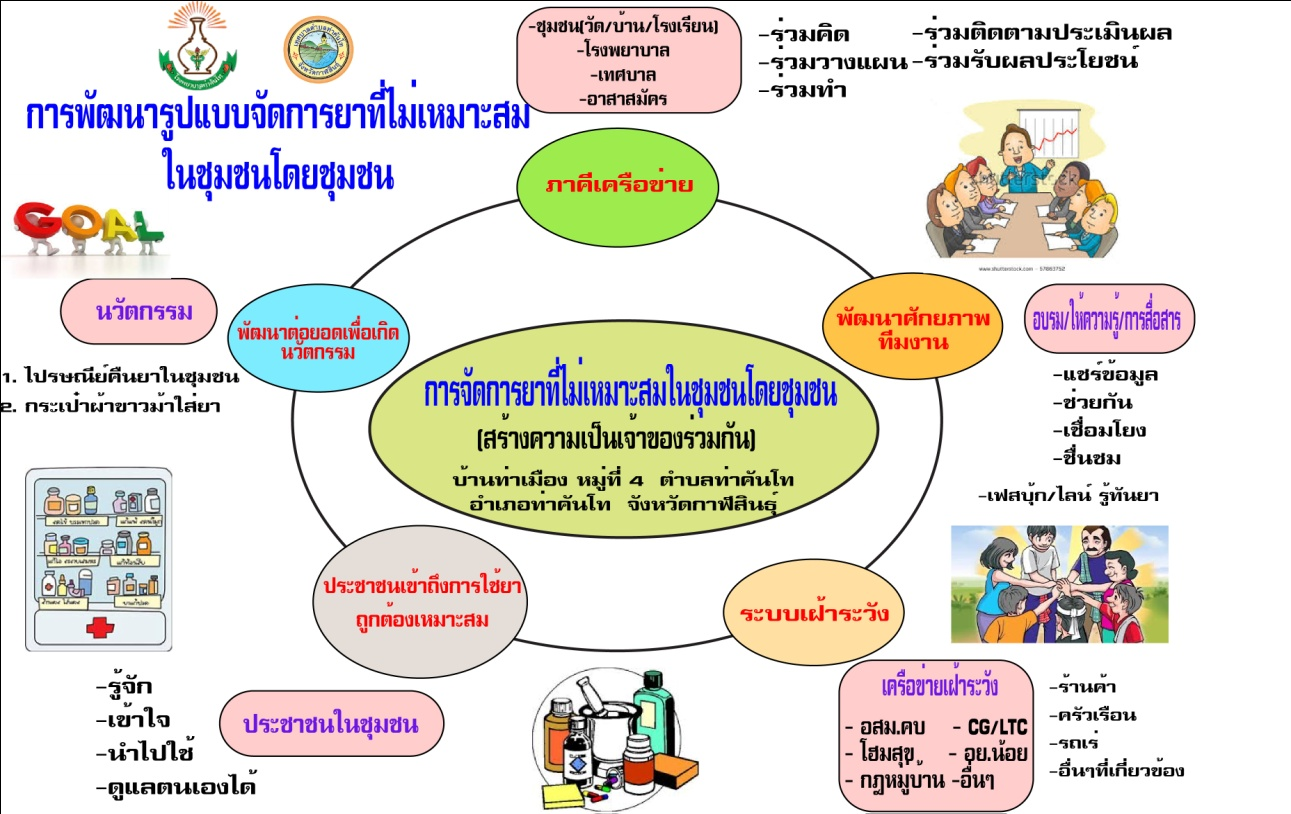 การพัฒนารูปแบบจัดการยาที่ไม่เหมาะสม
ในชุมชนโดยชุมชน
-ชุมชน(วัด/บ้าน/โรงเรียน)
-โรงพยาบาล
-เทศบาล
-อาสาสมัคร
-ร่วมคิด
-ร่วมวางแผน
-ร่วมทำ
-ร่วมติดตามประเมินผล
-ร่วมรับผลประโยชน์
ภาคีเครือข่าย
GOAL
www.shutterstock.com · 57883752
นวัตกรรม
พัฒนาต่อยอดเพื่อเกิด
นวัตกรรม
1. ไปรษณีย์คืนยาในชุมชน
2. กระเป๋าผ้าขาวม้าใส่ยา
พัฒนาศักยภาพ
ทีมงาน
อบรม/ให้ความรู้/การสื่อสาร
-แชร์ข้อมูล
-ช่วยกัน
-เชื่อมโยง
-ชื่นชม
-เฟสบุ้ก/ไลน์ รู้ทันยา
การจัดการยาที่ไม่เหมาะสมในชุมชนโดยชุมชน
(สร้างความเป็นเจ้าของร่วมกัน)
บ้านท่าเมือง หมู่ที่ 4 ตำบลท่าคันโท
อำเภอท่าคันโท จังหวัดกาฬสินธุ์
ประชาชนเข้าถึงการใช้ยา
ถูกต้องเหมาะสม
ระบบเฝ้าระวัง
-รู้จัก
-เข้าใจ
-นำไปใช้
-ดูแลตนเองได้
ประชาชนในชุมชน
เครือข่ายเฝ้าระวัง
- อสม.คบ - CG/LTC
- โฮมสุข - อย.น้อย
- กฎหมู่บ้าน -อื่นๆ
-ร้านค้า
-ครัวเรือน
-รถเร่
-อื่นๆที่เกี่ยวข้อง